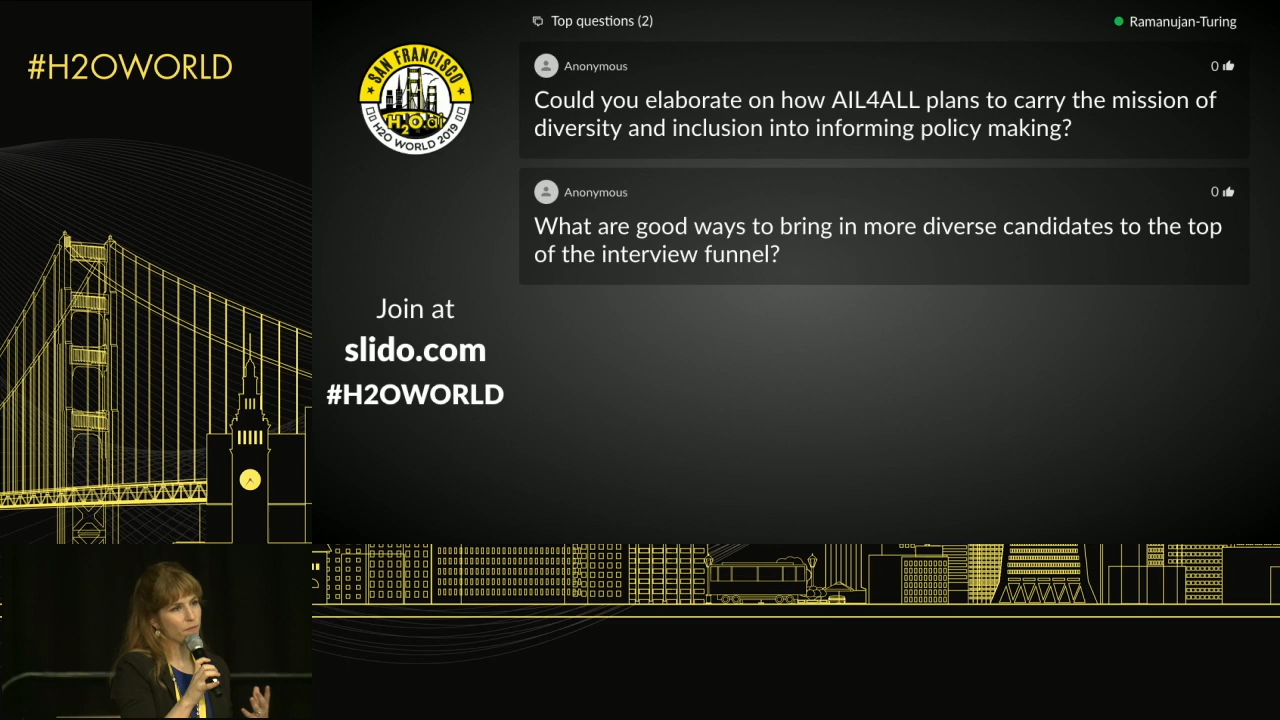 #H2OWORLD
SAN FRANCISCO
H2O.ai
H2O WORLD 2019
Join at
slido.com
#H2OWORLD
Top questions (2)
Ramanujan-Turing
Anonymous
0
Could you elaborate on how AIL4ALL plans to carry the mission of
diversity and inclusion into informing policy making?
Anonymous
0
What are good ways to bring in more diverse candidates to the top
of the interview funnel?